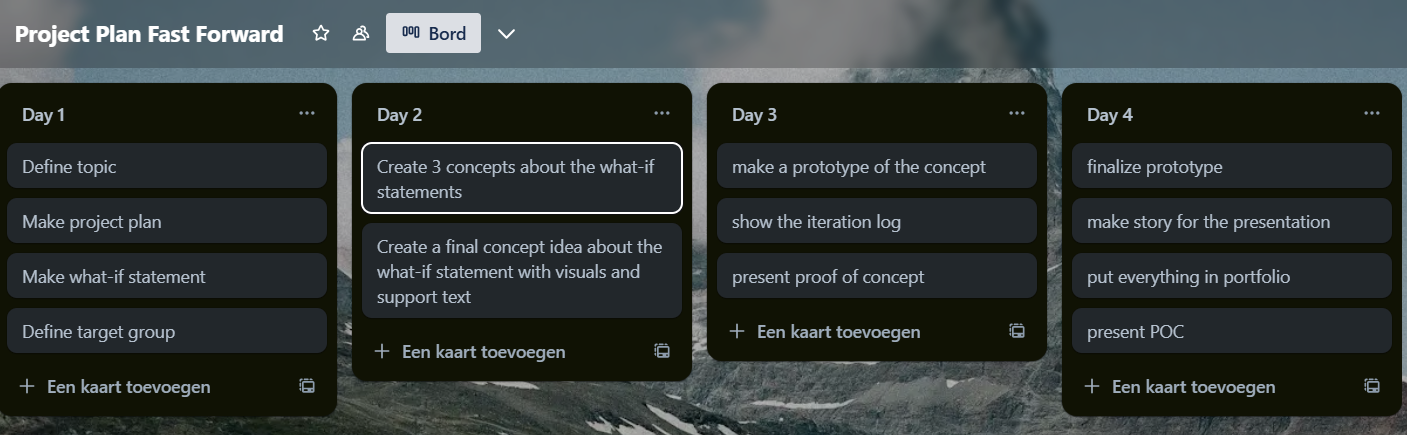 Project Plan Fast Forward
Bord
Day 1
Define topic
Make project plan
Make what-if statement
Define target group
Een kaart toevoegen
Day 2
Create 3 concepts about the what-if
statements
Create a final concept idea about the
what-if statement with visuals and
support text
Een kaart toevoegen
Day 3
make a prototype of the concept
show the iteration log
present proof of concept
Een kaart toevoegen
Day 4
finalize prototype
make story for the presentation
put everything in portfolio
present POC
Een kaart toevoegen